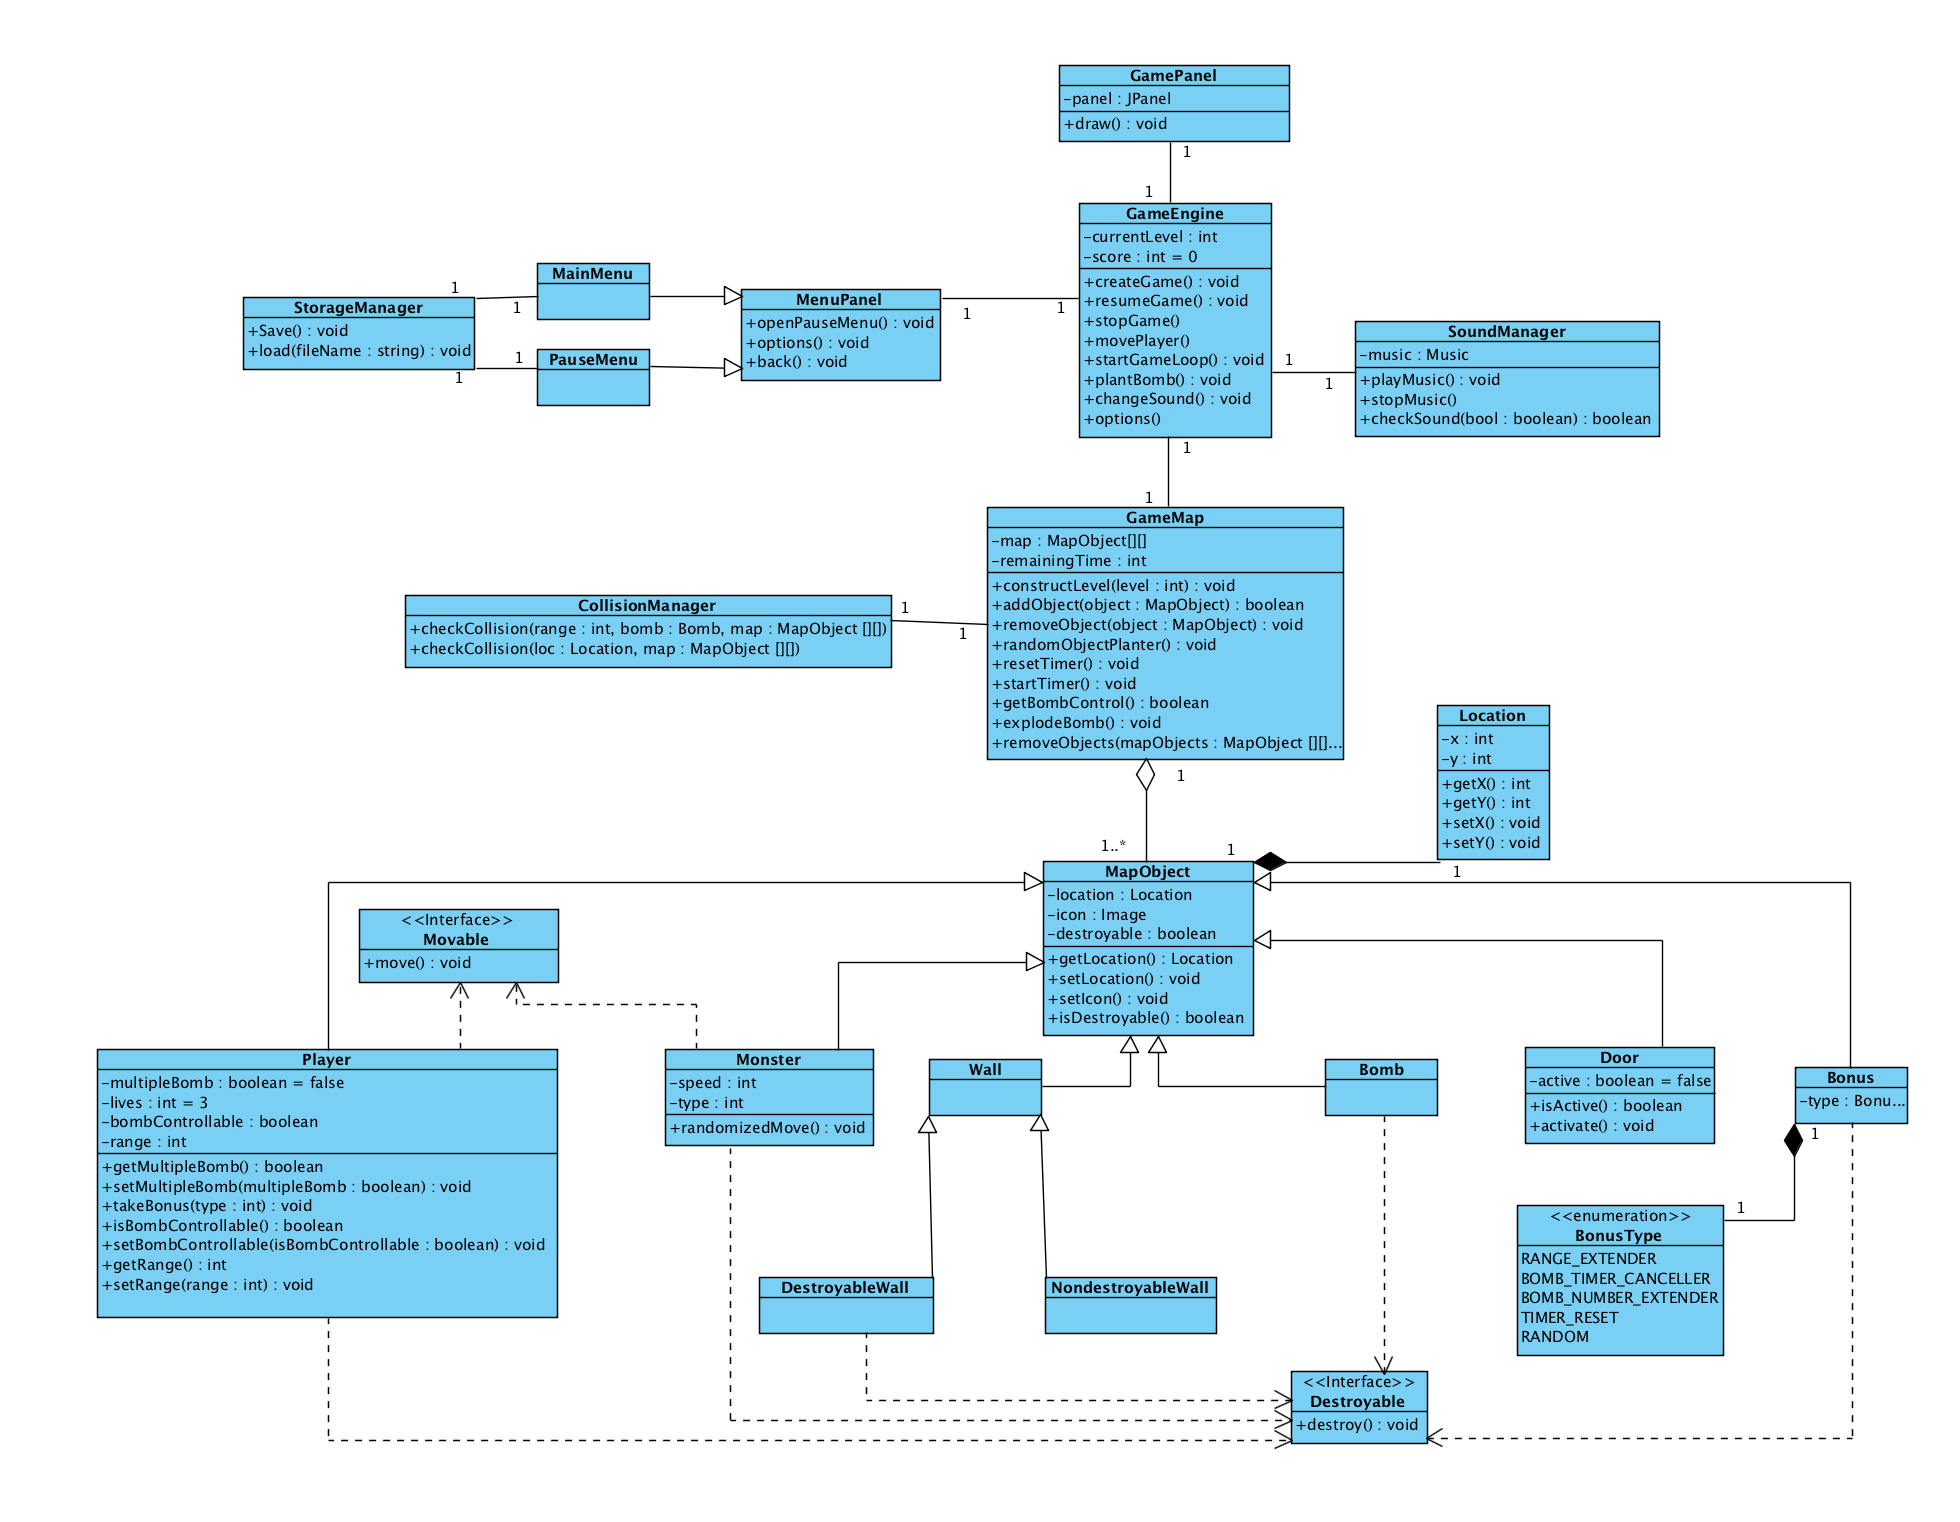 GamePanel
-panel : JPanel
+draw() : void
1
1
GameEngine
-currentLevel : int
-score : int = 0
+createGame() : void
+resumeGame() : void
+stopGame()
+movePlayer()
+startGameLoop() : void
+plantBomb() : void
+changeSound() : void
+options()
MainMenu
1
1
StorageManager
+Save() : void
+load(fileName : string) : void
1
1
PauseMenu
MenuPanel
+openPauseMenu() : void
+options() : void
+back() : void
1
1
SoundManager
-music : Music
+playMusic() : void
+stopMusic()
+checkSound(bool : boolean) : boolean
1
1
1
1
GameMap
-map : MapObject[][]
-remainingTime : int
+constructLevel(level : int) : void
+addObject(object : MapObject) : boolean
+removeObject(object : MapObject) : void
+randomObjectPlanter() : void
+resetTimer() : void
+startTimer() : void
+getBombControl() : boolean
+explodeBomb() : void
+removeObjects(mapObjects : MapObject [][]...
CollisionManager
+checkCollision(range : int, bomb : Bomb, map : MapObject [][])
+checkCollision(loc : Location, map : MapObject [][])
1
1
Location
-x : int
-y : int
+getX() : int
+getY() : int
+setX() : void
+setY() : void
1
1..*
1
1
MapObject
-location : Location
-icon : Image
-destroyable : boolean
+getLocation() : Location
+setLocation() : void
+setIcon() : void
+isDestroyable() : boolean
<<Interface>>
Movable
+move() : void
Player
-multipleBomb : boolean = false
-lives : int = 3
-bombControllable : boolean
-range : int
+getMultipleBomb() : boolean
+setMultipleBomb(multipleBomb : boolean) : void
+takeBonus(type : int) : void
+isBombControllable() : boolean
+setBombControllable(isBombControllable : boolean) : void
+getRange() : int
+setRange(range : int) : void
Monster
-speed : int
-type : int
+randomizedMove() : void
Wall
Bomb
Door
-active : boolean = false
+isActive() : boolean
+activate() : void
Bonus
-type : Bonu...
1
1
<<enumeration>>
BonusType
RANGE_EXTENDER
BOMB_TIMER_CANCELLER
BOMB_NUMBER_EXTENDER
TIMER_RESET
RANDOM
DestroyableWall
NondestroyableWall
<<Interface>>
Destroyable
+destroy() : void